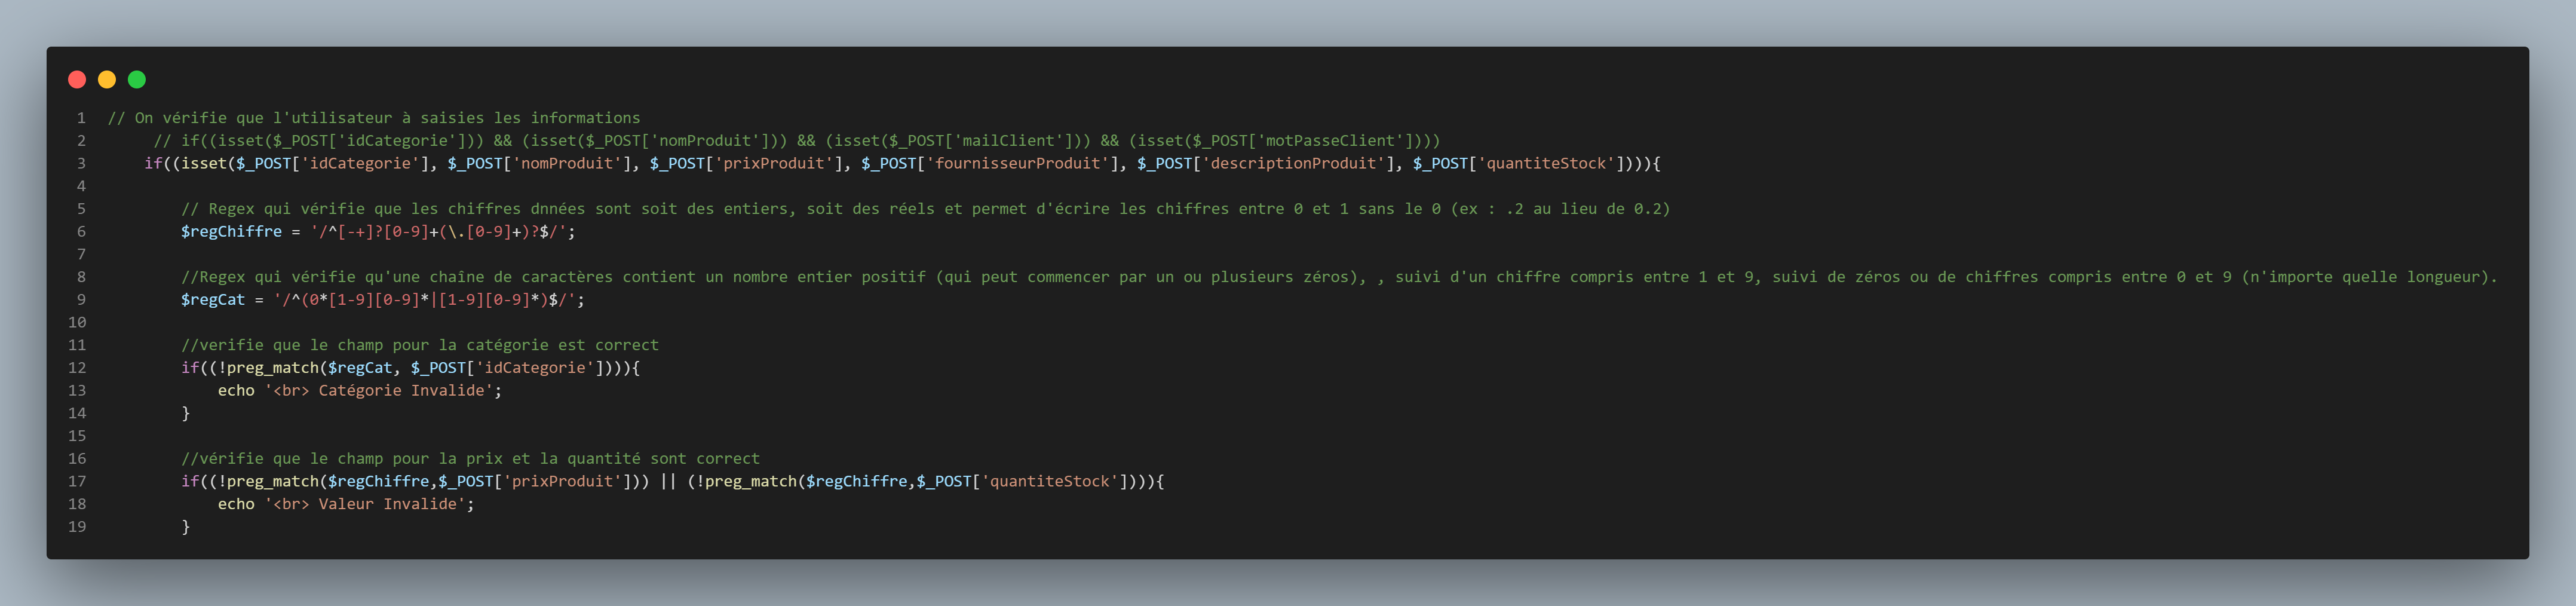 1 // On vérifie que l'utilisateur à saisies les informations
2 // if((isset($_POST['idCategorie'])) && (isset($_POST['nomProduit'])) && (isset($_POST['mailClient'])) && (isset($_POST['motPasseClient'])))
3 if((isset($_POST['idCategorie'], $_POST['nomProduit'], $_POST['prixProduit'], $_POST['fournisseurProduit'], $_POST['descriptionProduit'], $_POST['quantiteStock']))){
4
5 // Regex qui vérifie que les chiffres dnnées sont soit des entiers, soit des réels et permet d'écrire les chiffres entre 0 et 1 sans le 0 (ex : .2 au lieu de 0.2)
6 $regChiffre = '/^[-+]?[0-9]+(\.[0-9]+)?$/';
7
8 //Regex qui vérifie qu'une chaîne de caractères contient un nombre entier positif (qui peut commencer par un ou plusieurs zéros), , suivi d'un chiffre compris entre 1 et 9, suivi de zéros ou de chiffres compris entre 0 et 9 (n'importe quelle longueur).
9 $regCat = '/^(0*[1-9][0-9]*|[1-9][0-9]*)$/';
10
11 //verifie que le champ pour la catégorie est correct
12 if((!preg_match($regCat, $_POST['idCategorie']))){
13 echo '<br> Catégorie Invalide';
14 }
15
16 //vérifie que le champ pour la prix et la quantité sont correct
17 if((!preg_match($regChiffre,$_POST['prixProduit'])) || (!preg_match($regChiffre,$_POST['quantiteStock']))){
18 echo '<br> Valeur Invalide';
19 }